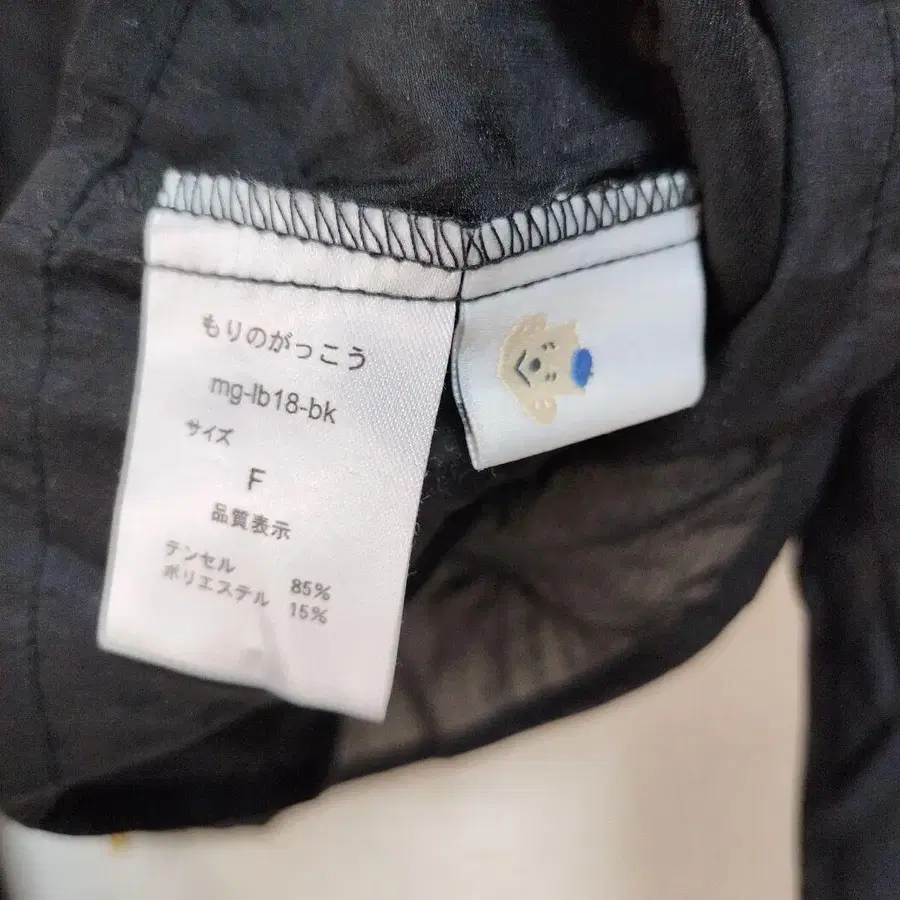 もりのがっこう
mg-lb18-bk
サイズ
F
品質表示
テンセル 85%
ポリエステル 15%